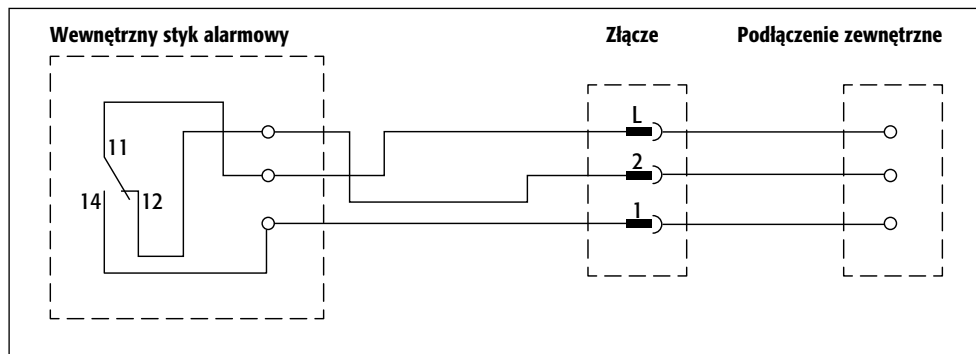 Wewnętrzny styk alarmowy
Złącze
Podłączenie zewnętrzne
L
11
2
14
12
1